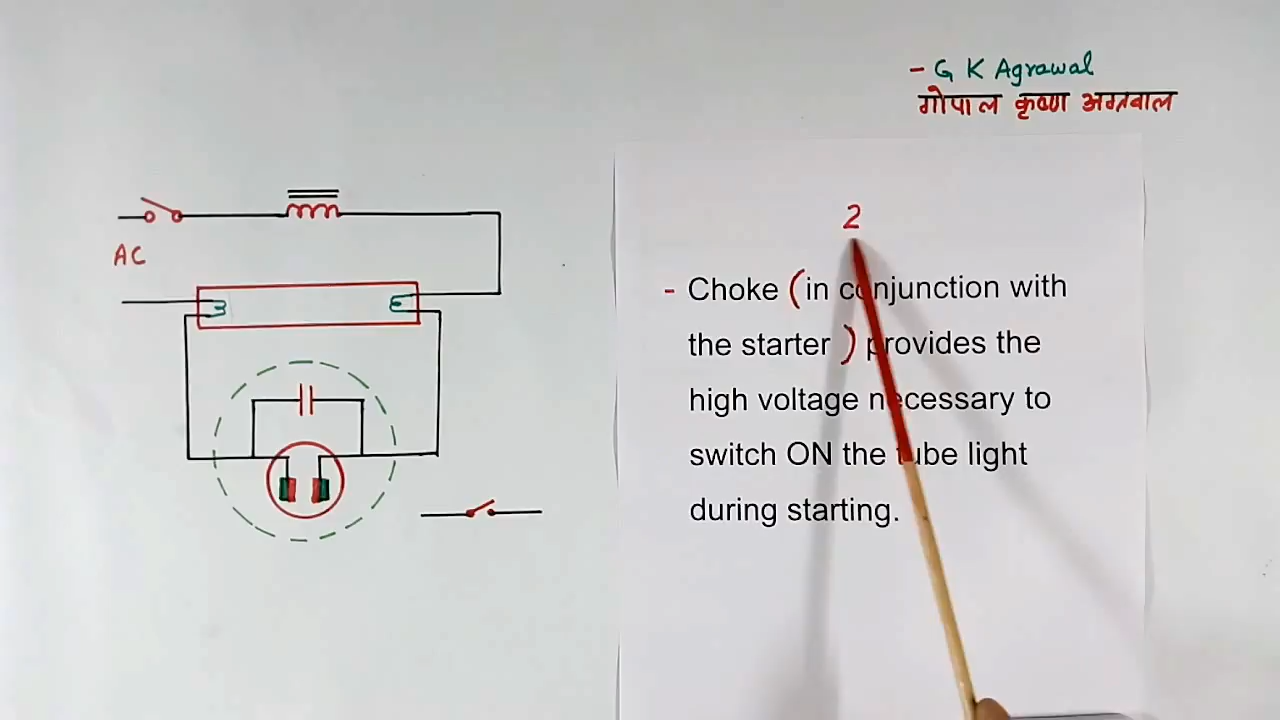 - G K Agrawal
गोपाल कृष्ण अग्रवाल
AC
2
- Choke (in conjunction with
the starter ) provides the
high voltage necessary to
switch ON the tube light
during starting.